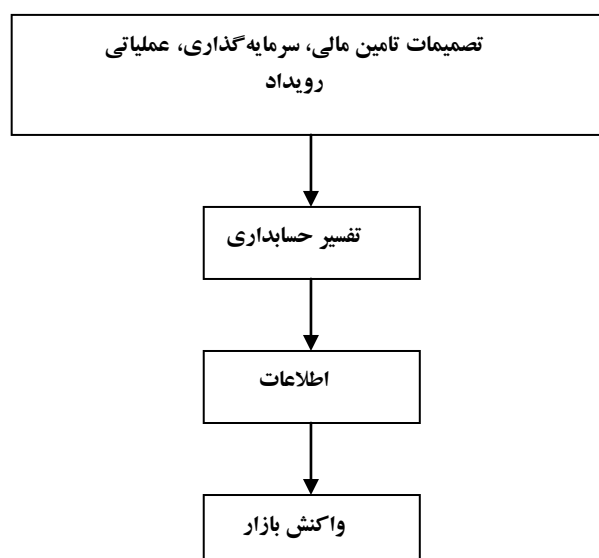 تصمیمات تامین مالی، سرمایه‌گذاری، عملیاتی
رویداد
تفسیر حسابداری
اطلاعات
واکنش بازار